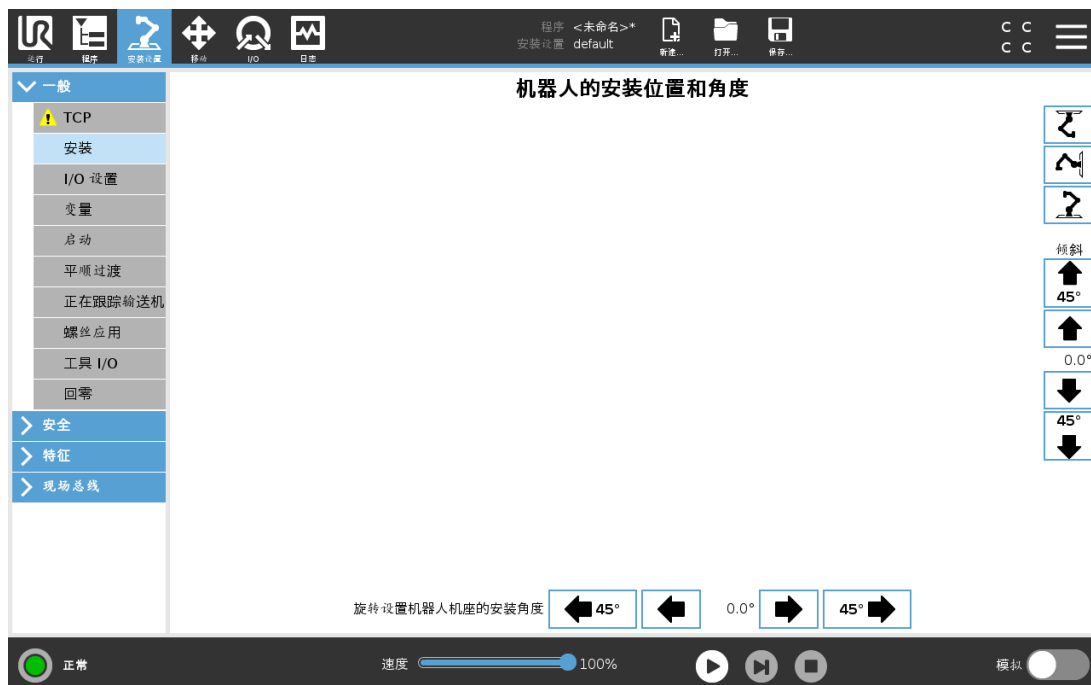 程序 <未命名>*
安装设置 default
C C
C C
运行
程序
安装设置
移动
I/O
日志
新建...
打开...
保存...
一般
TCP
安装
I/O 设置
变量
启动
平顺过渡
正在跟踪输送机
螺丝应用
工具 I/O
回零
安全
特征
现场总线
机器人的安装位置和角度
倾斜
45°
0.0°
45°
旋转设置机器人机座的安装角度
45°
0.0°
45°
正常
速度
100%
模拟